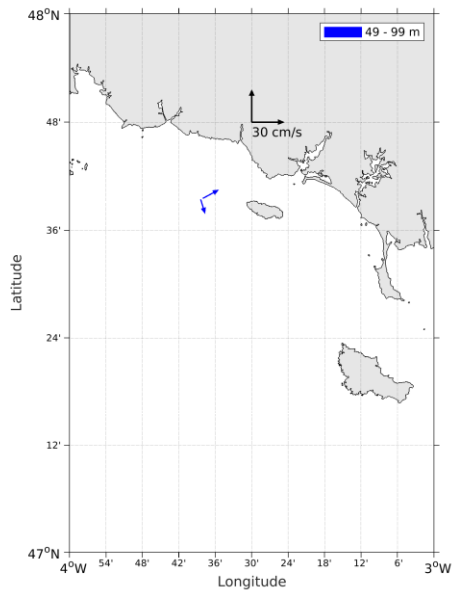 48°N
49 - 99 m
48'
30 cm/s
36'
Latitude
24'
12'
47°N
4°W 54' 48' 42' 36' 30' 24' 18' 12' 6' 3°W
Longitude